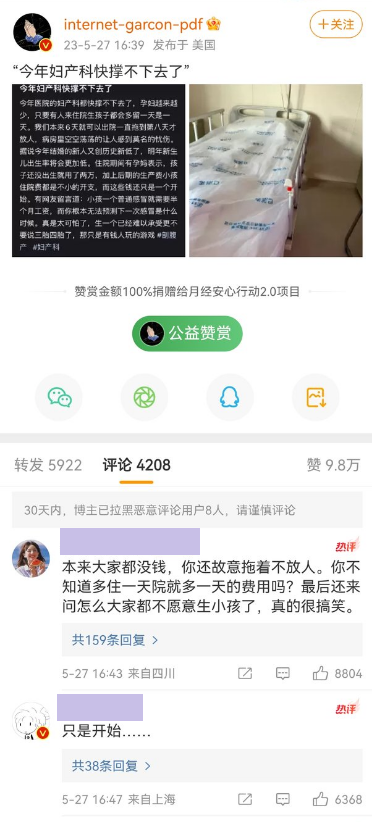 internet-garcon-pdf
+关注
23-5-27 16:39 发布于 美国
“今年妇产科快撑不下去了”
今年妇产科快撑不下去了
今年医院的妇产科都快撑不下去了，孕妇越来越
少，只要有人来住院生孩子都会多留一天是一
天。我们本来6天就可以出院一直拖到第八天才
放人，病房里空空荡荡的让人感到莫名的忧伤。
据说今年结婚的新人又创历史新低了，明年新生
儿出生率将会更加低。住院期间有孕妈表示，孩
子还没出生就用了两万，加上后期的生产费小孩
住院费都是不小的开支，而这些钱还只是一个开
始。有网友留言道：小孩一个普通感冒就需要半
个月工资，而你根本无法预测下一次感冒是什么
时候。真是太可怕了，生一个已经难以承受更不
要说三胎四胎了，那只是有钱人玩的游戏 #剖腹
产 #妇产科
赞赏金额100%捐赠给月经安心行动2.0项目
公益赞赏
转发 5922
评论 4208
赞 9.8万
30天内，博主已拉黑恶意评论用户8人，请谨慎评论
热评
本来大家都没钱，你还故意拖着不放人。你不
知道多住一天院就多一天的费用吗？最后还来
问怎么大家都不愿意生小孩了，真的很搞笑。
共159条回复 >
5-27 16:43 来自四川
8804
热评
只是开始……
共38条回复 >
5-27 16:47 来自上海
6368